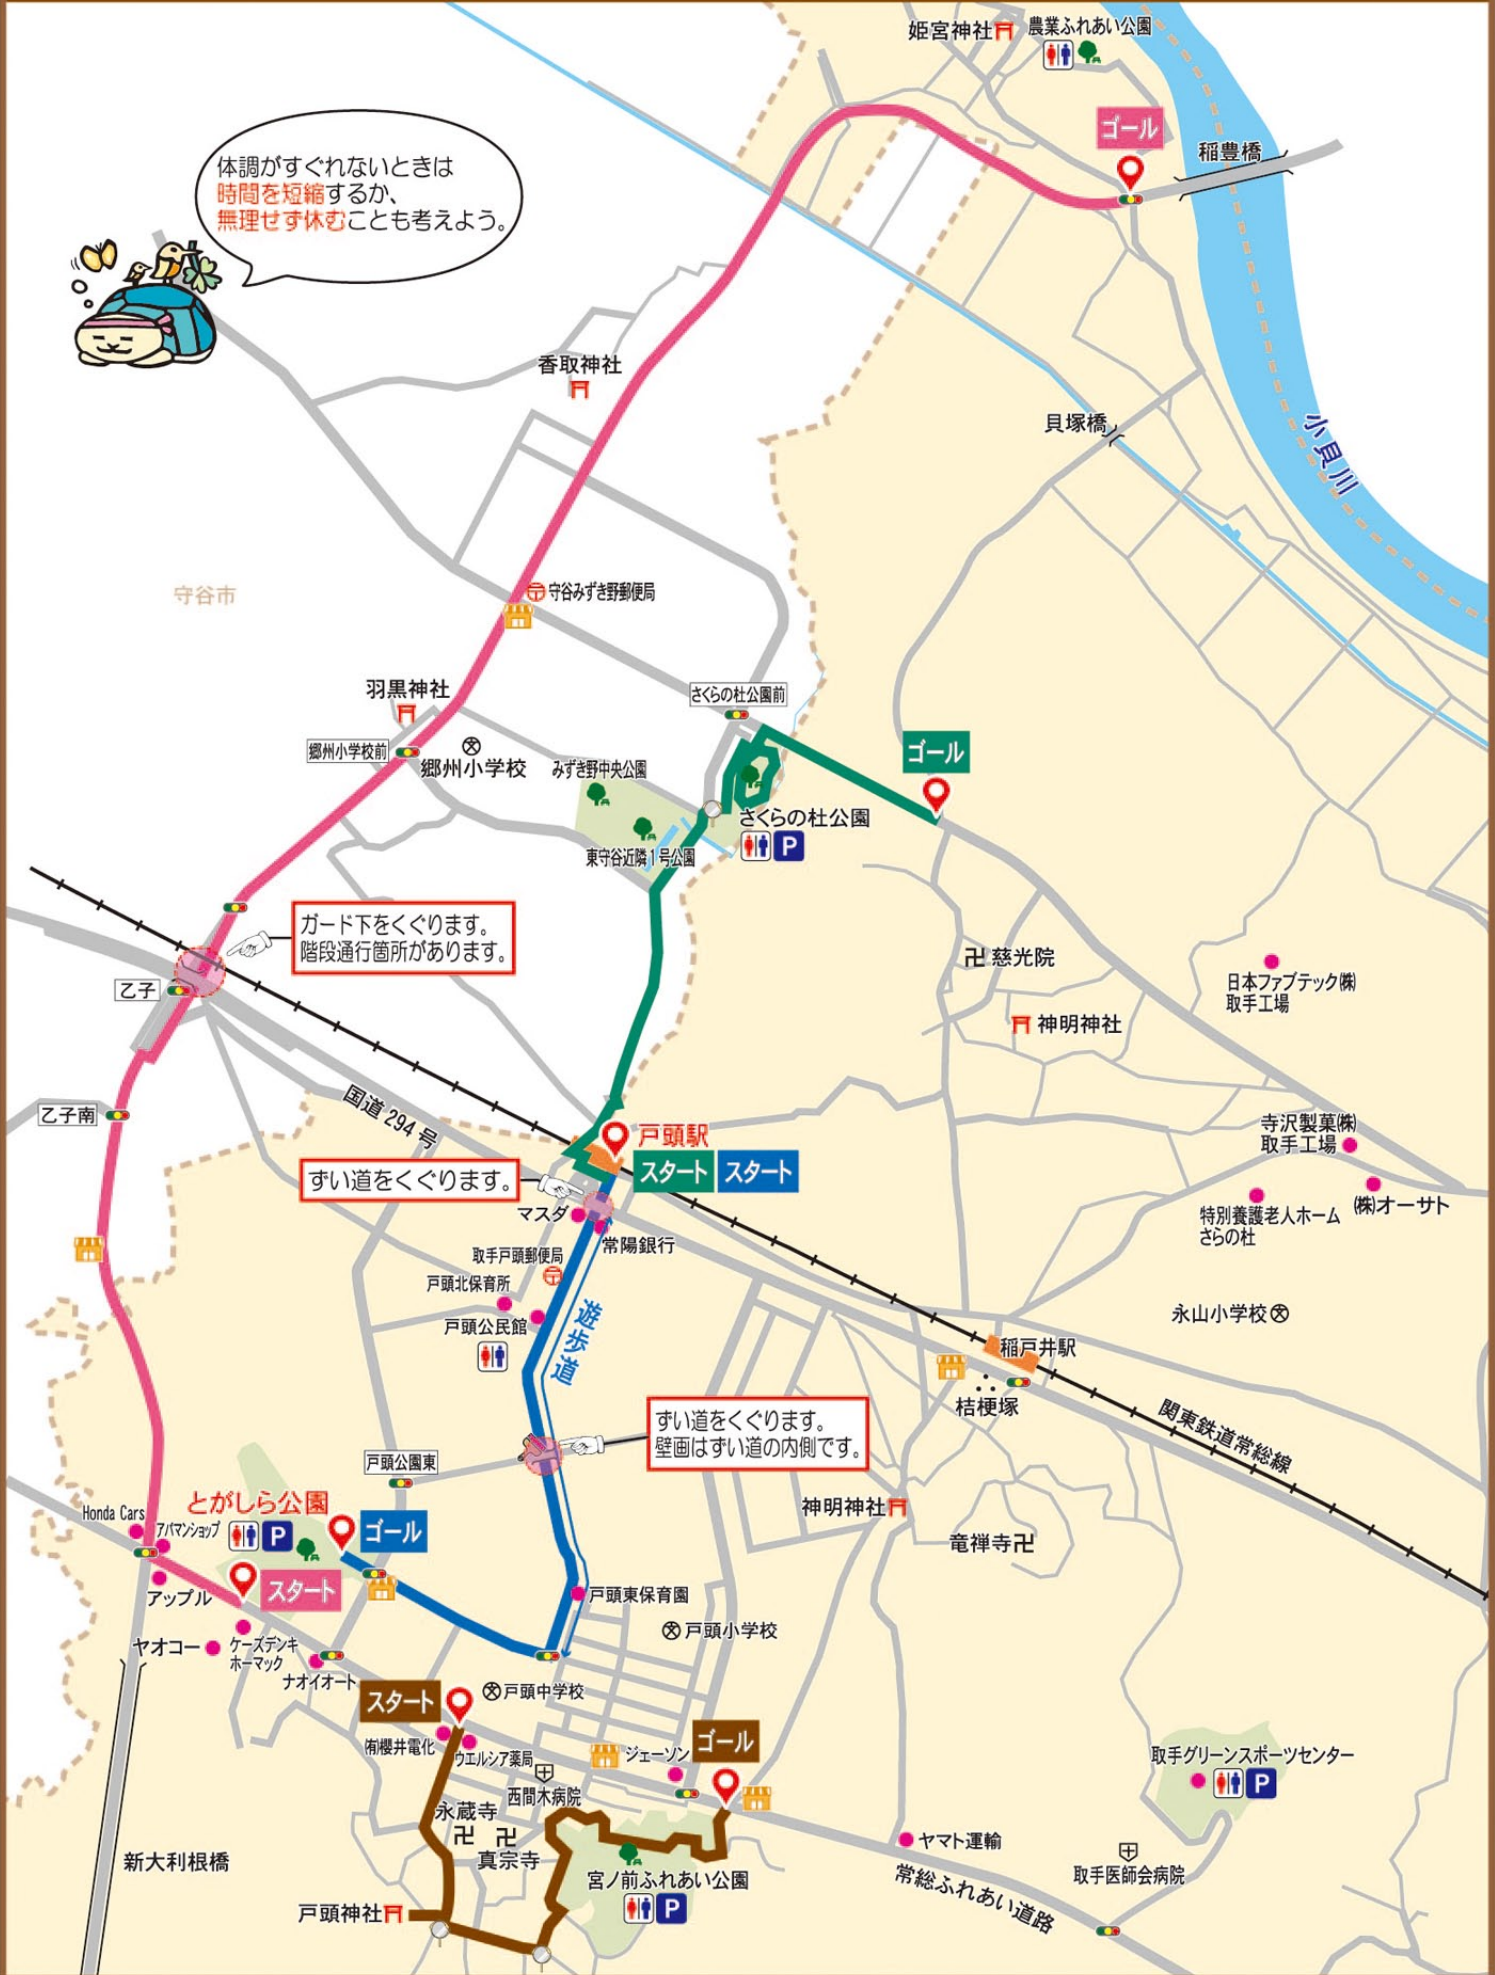 姫宮神社
農業ふれあい公園
ゴール
稲豊橋
体調がすぐれないときは
時間を短縮するか、
無理せず休むことも考えよう。
香取神社
貝塚橋
小貝川
守谷市
守谷みずき野郵便局
羽黒神社
さくらの杜公園前
郷州小学校前
郷州小学校
みずき野中央公園
ゴール
さくらの杜公園
P
東守谷近隣1号公園
ガード下をくぐります。
階段通行箇所があります。
乙子
慈光院
日本ファブテック㈱
取手工場
神明神社
乙子南
国道294号
戸頭駅
スタート
スタート
寺沢製菓㈱
取手工場
ずい道をくぐります。
マスダ
常陽銀行
特別養護老人ホーム
さらの杜
㈱オーサト
取手戸頭郵便局
戸頭北保育所
戸頭公民館
遊歩道
永山小学校
稲戸井駅
桔梗塚
関東鉄道常総線
ずい道をくぐります。
壁画はずい道の内側です。
戸頭公園東
神明神社
竜禅寺
Honda Cars
アパマンショップ
とがしら公園
P
ゴール
アップル
スタート
戸頭東保育園
戸頭小学校
ヤオコー
ケーズデンキ
ホーマック
ナオイオート
スタート
戸頭中学校
㈲櫻井電化
ウエルシア薬局
西間木病院
ジェーソン
ゴール
取手グリーンスポーツセンター
P
永蔵寺
真宗寺
新大利根橋
宮ノ前ふれあい公園
P
戸頭神社
ヤマト運輸
常総ふれあい道路
取手医師会病院